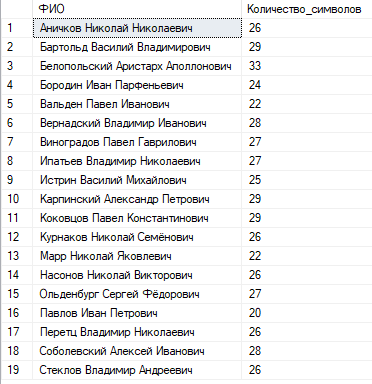 ФИО Количество_символов
1 Аничков Николай Николаевич 26
2 Бартольд Василий Владимирович 29
3 Белопольский Аристарх Аполлонович 33
4 Бородин Иван Парфеньевич 24
5 Вальден Павел Иванович 22
6 Вернадский Владимир Иванович 28
7 Виноградов Павел Гаврилович 27
8 Ипатьев Владимир Николаевич 27
9 Истрин Василий Михайлович 25
10 Карпинский Александр Петрович 29
11 Коковцов Павел Константинович 29
12 Курнаков Николай Семёнович 26
13 Марр Николай Яковлевич 22
14 Насонов Николай Викторович 26
15 Ольденбург Сергей Фёдорович 27
16 Павлов Иван Петрович 20
17 Перетц Владимир Николаевич 26
18 Соболевский Алексей Иванович 28
19 Стеклов Владимир Андреевич 26